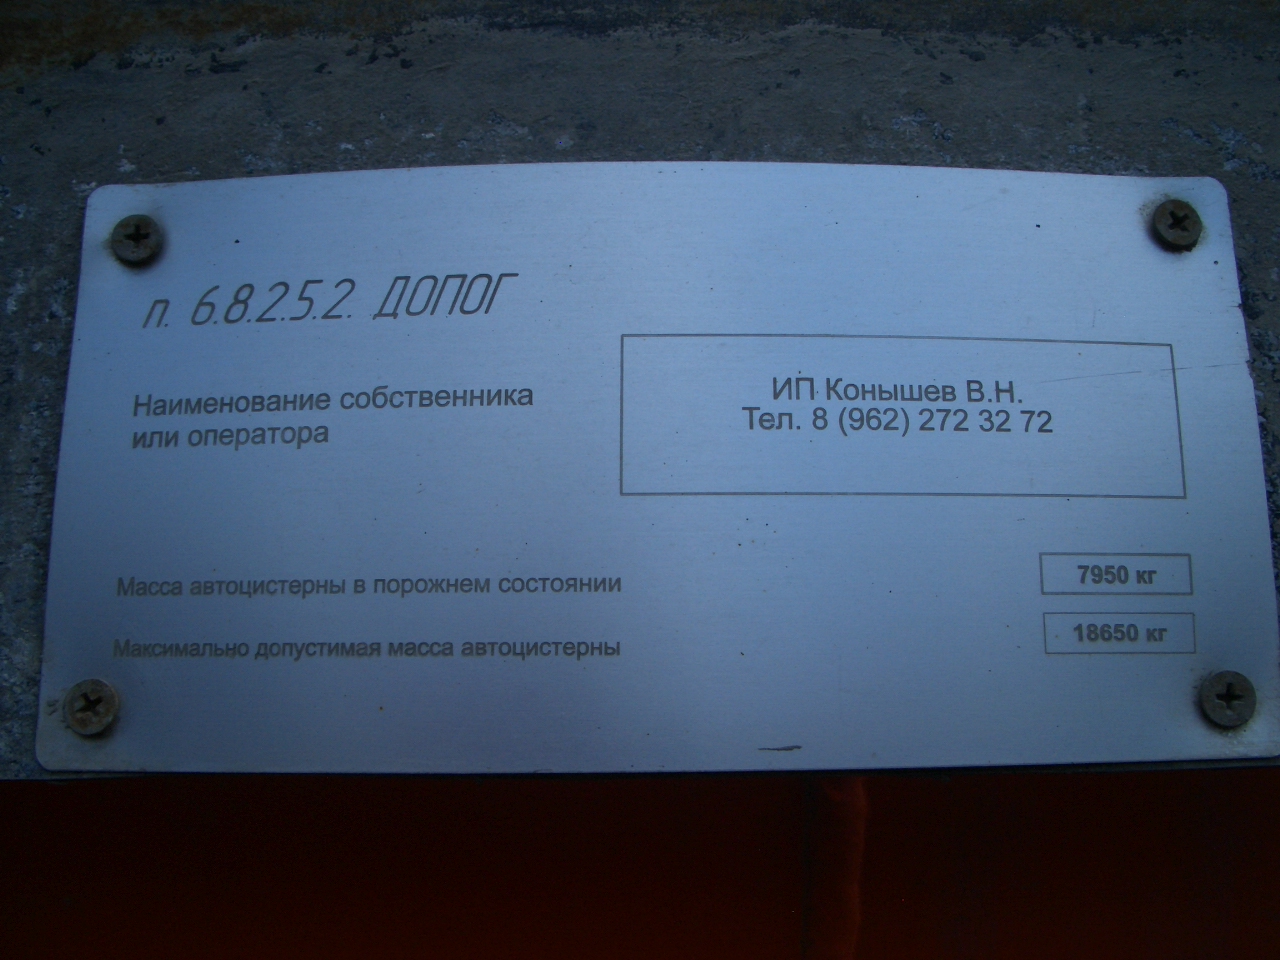 п. 6.8.2.5.2. ДОПОГ
Наименование собственника
или оператора
ИП Конышев В.Н.
Тел. 8 (962) 272 32 72
Масса автоцистерны в порожнем состоянии
7950 кг
Максимально допустимая масса автоцистерны
18650 кг